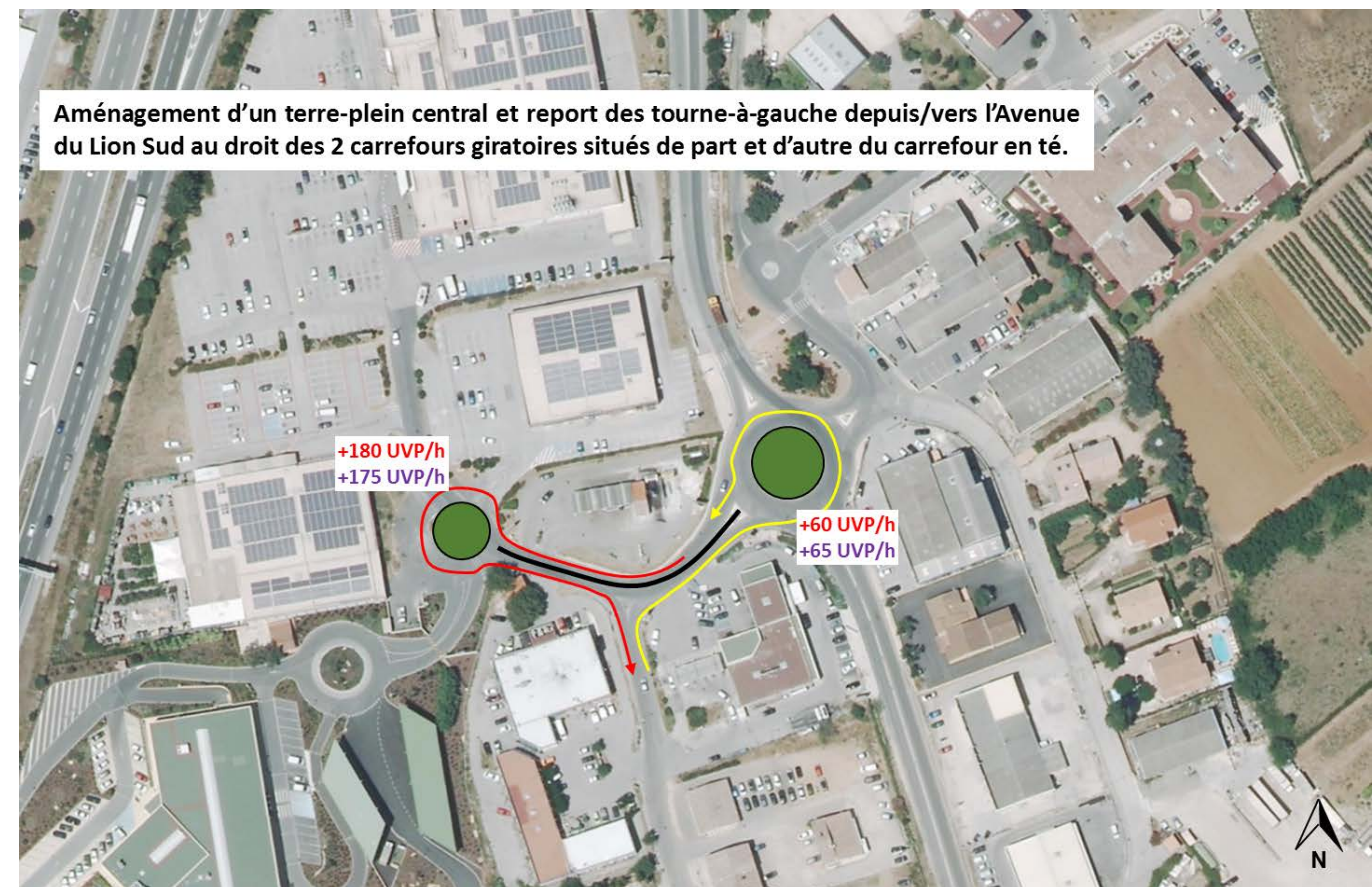 Aménagement d’un terre-plein central et report des tourne-à-gauche depuis/vers l’Avenue
du Lion Sud au droit des 2 carrefours giratoires situés de part et d’autre du carrefour en té.
+180 UVP/h
+175 UVP/h
+60 UVP/h
+65 UVP/h
N